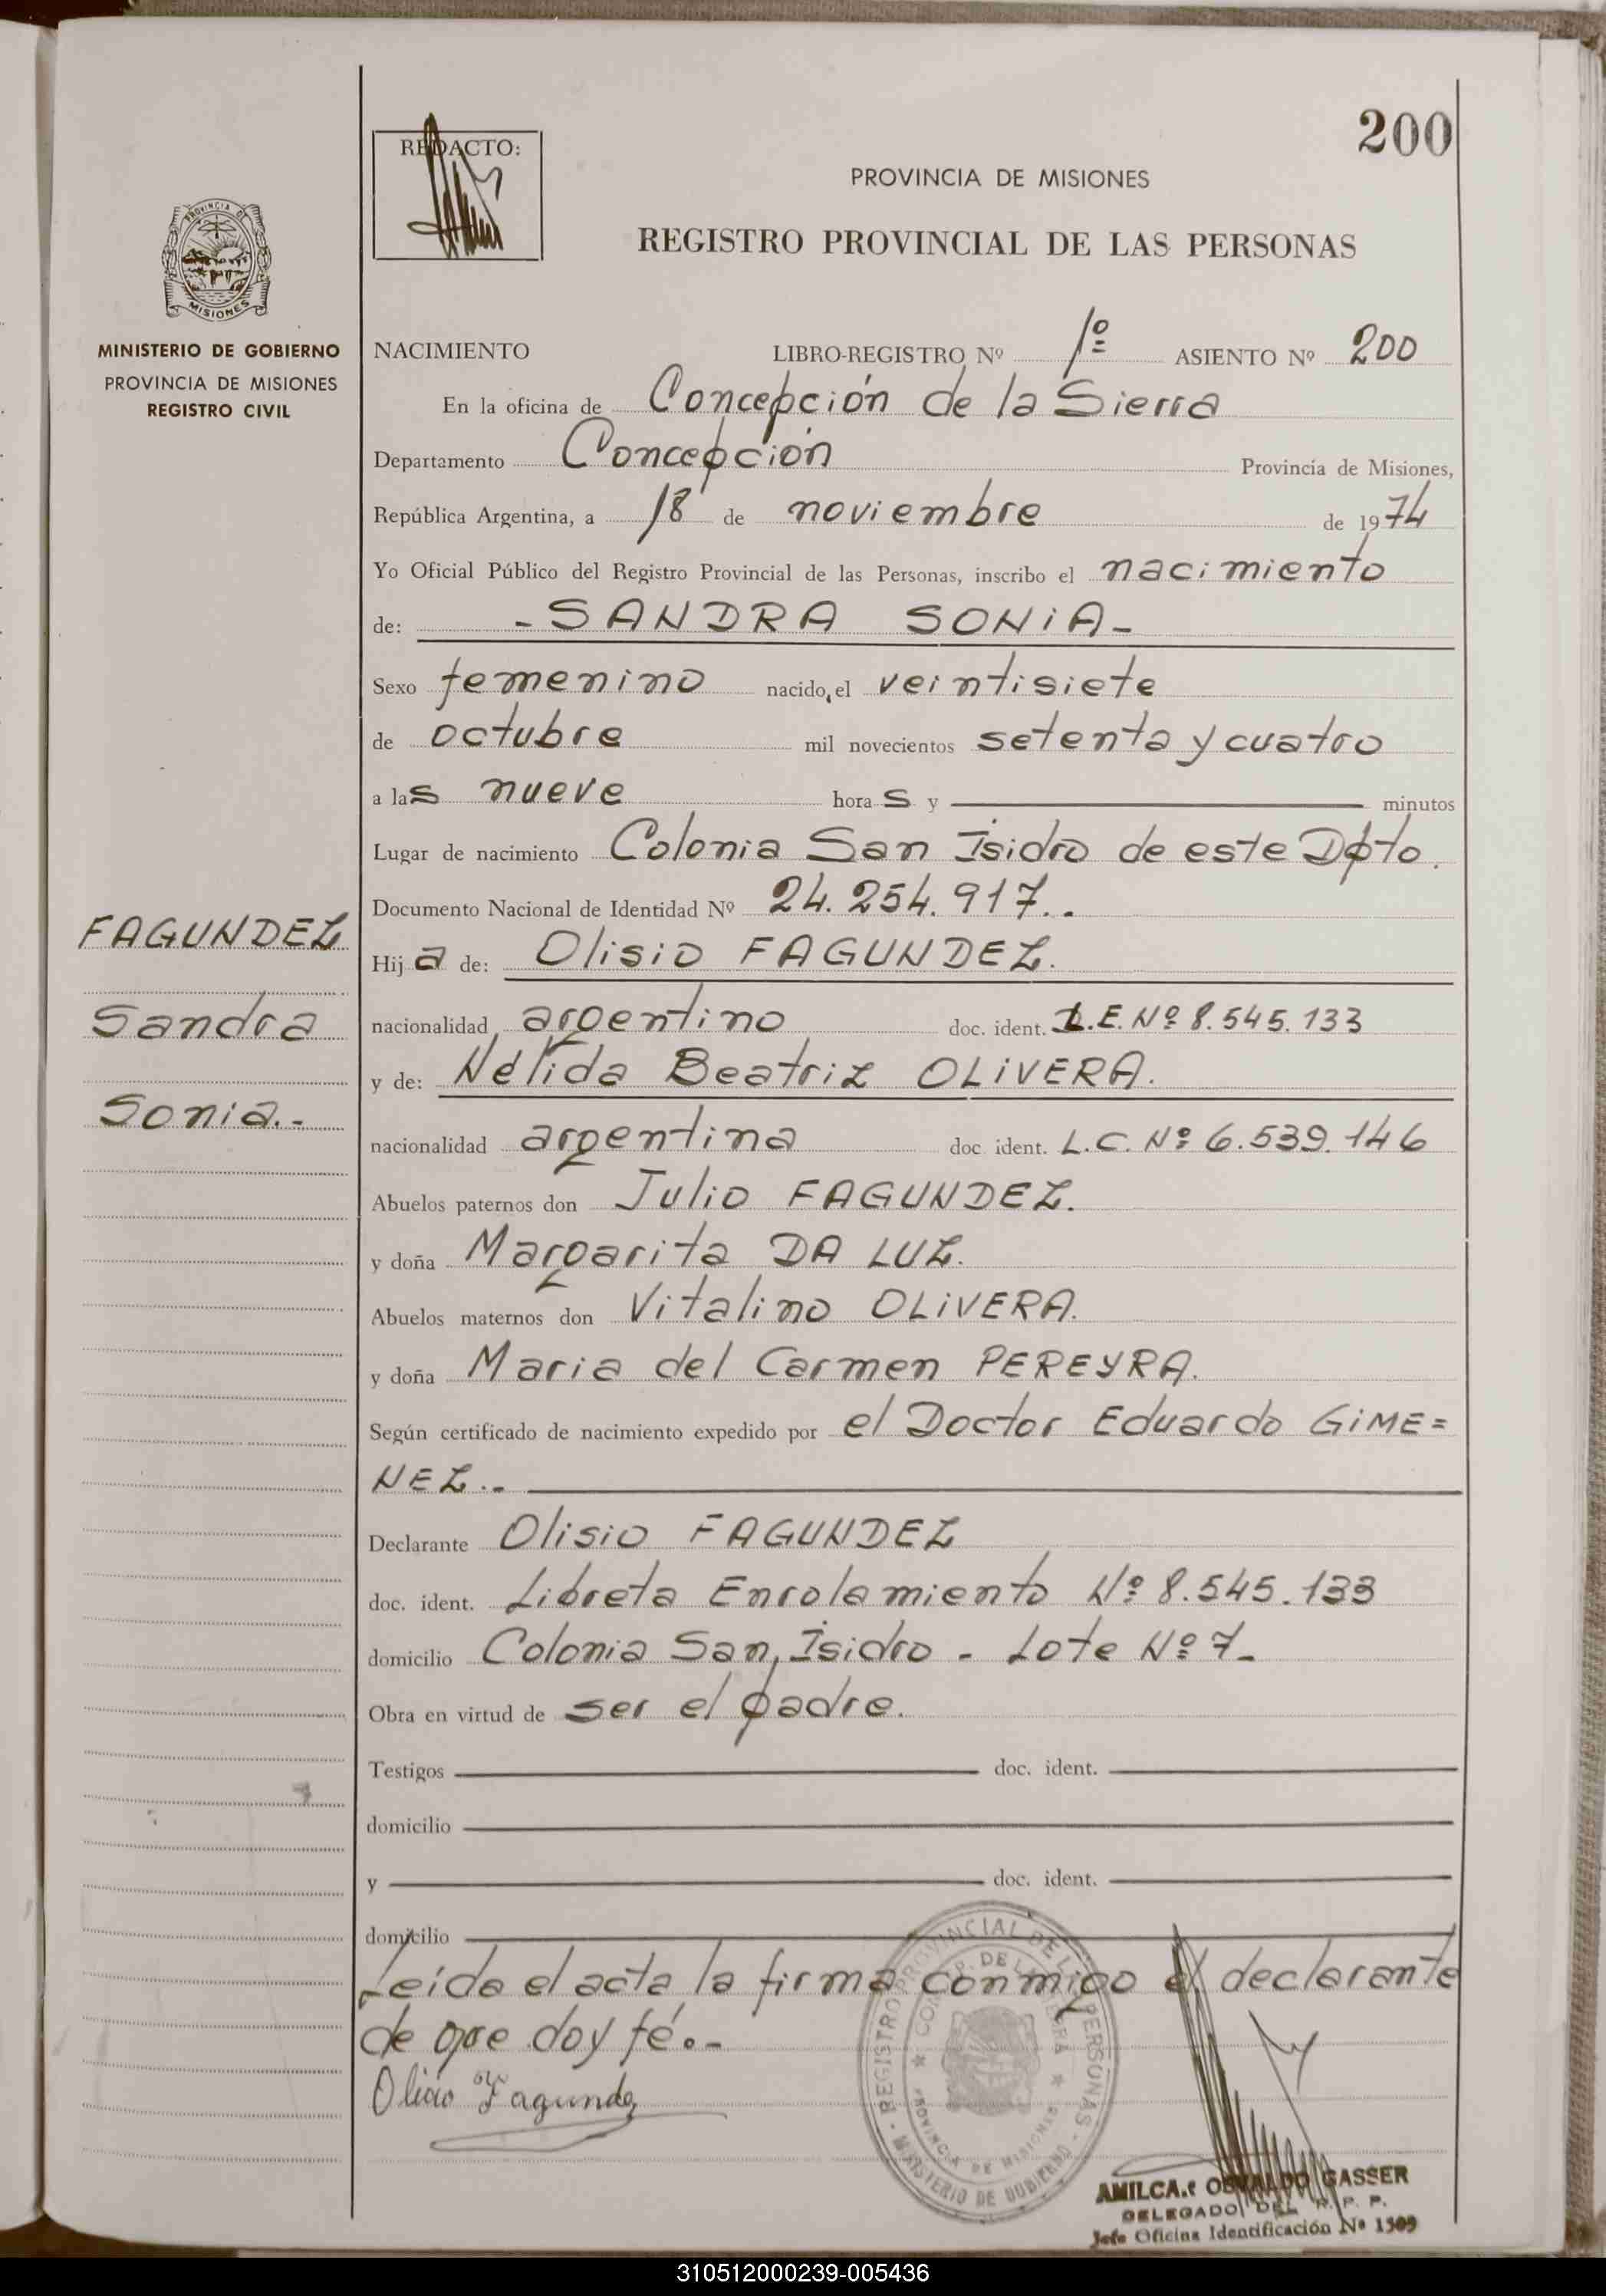 200
REDACTO:
PROVINCIA DE MISIONES
REGISTRO PROVINCIAL DE LAS PERSONAS
PROVINCIA DE
MISIONES
MINISTERIO DE GOBIERNO
PROVINCIA DE MISIONES
REGISTRO CIVIL
NACIMIENTO LIBRO-REGISTRO Nº 1º ASIENTO Nº 200
En la oficina de Concepción de la Sierra
Departamento Concepción Provincia de Misiones,
República Argentina, a 18 de noviembre de 1974
Yo Oficial Público del Registro Provincial de las Personas, inscribo el nacimiento
de: - SANDRA SONiA -
Sexo femenino nacido, el veintisiete
de octubre mil novecientos setenta y cuatro
a las nueve horas y minutos
Lugar de nacimiento Colonia San Isidro de este Dpto.
Documento Nacional de Identidad Nº 24.254.917..
FAGUNDEZ
Sandra
Sonia.-
Hija de: Olisio FAGUNDEZ.
nacionalidad argentino doc. ident. L.E. Nº 8.545.133
y de: Nélida Beatriz OLiVERA.
nacionalidad argentina doc. ident. L.C. Nº 6.539.146
Abuelos paternos don Julio FAGUNDEZ.
y doña Margarita DA LUZ.
Abuelos maternos don Vitalino OLiVERA.
y doña Maria del Carmen PEREYRA.
Según certificado de nacimiento expedido por el Doctor Eduardo GiME=
NEZ..
Declarante Olisio FAGUNDEZ
doc. ident. Libreta Enrolamiento Nº 8.545.133
domicilio Colonia San Isidro - Lote Nº 7-
Obra en virtud de ser el padre.
Testigos doc. ident.
domicilio
y doc. ident.
domicilio
Leída el acta, la firma conmigo el declarante
de que doy fé.-
Olisio Fagundez
REGISTRO PROVINCIAL DE LAS PERSONAS - MINISTERIO DE GOBIERNO -
PROVINCIA DE MISIONES
AMILCAR OSVALDO GASSER
DELEGADO DEL R. P. P.
Jefe Oficina Identificación Nº 1509
310512000239-005436